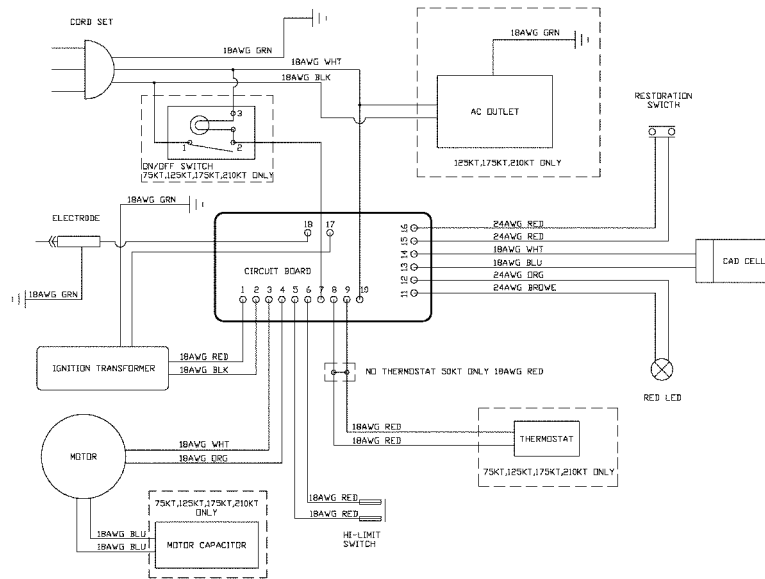 CORD SET
18AWG GRN
18AWG WHT
18AWG BLK
3
1
2
ON/OFF SWITCH
75KT,125KT,175KT,210KT ONLY
18AWG GRN
AC OUTLET
125KT,175KT,210KT ONLY
RESTORATION
SWICTH
18AWG GRN
ELECTRODE
18AWG GRN
18
17
CIRCUIT BOARD
1
2
3
4
5
6
7
8
9
10
16
15
14
13
12
11
24AWG RED
24AWG RED
18AWG WHT
18AWG BLU
24AWG ORG
24AWG BROWE
CAD CELL
RED LED
IGNITION TRANSFORMER
18AWG RED
18AWG BLK
NO THERMOSTAT 50KT ONLY 18AWG RED
MOTOR
18AWG WHT
18AWG ORG
18AWG RED
18AWG RED
THERMOSTAT
75KT,125KT,175KT,210KT ONLY
75KT,125KT,175KT,210KT
ONLY
18AWG BLU
18AWG BLU
MOTOR CAPACITOR
18AWG RED
18AWG RED
HI-LIMIT
SWITCH